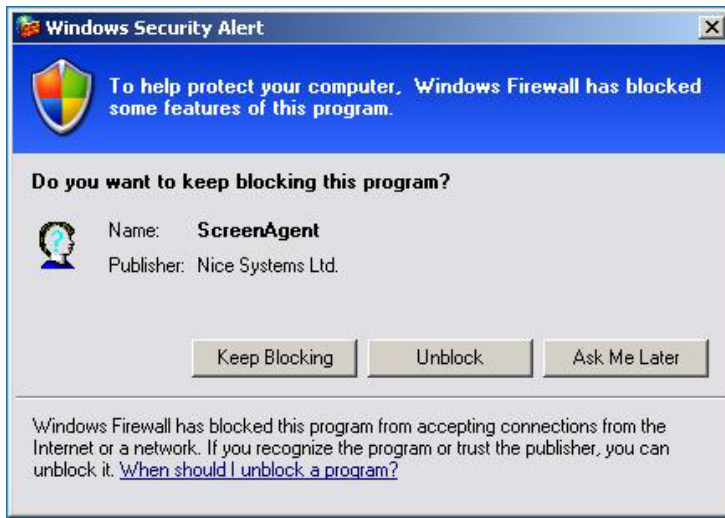 Windows Security Alert
To help protect your computer, Windows Firewall has blocked
some features of this program.
Do you want to keep blocking this program?
Name: ScreenAgent
Publisher: Nice Systems Ltd.
Keep Blocking Unblock Ask Me Later
Windows Firewall has blocked this program from accepting connections from the
Internet or a network. If you recognize the program or trust the publisher, you can
unblock it. When should I unblock a program?